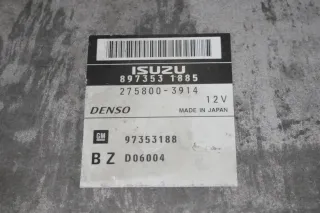 ISUZU
897353 1885
275800-3914
12V
DENSO MADE IN JAPAN
GM 97353188
BZ D06004